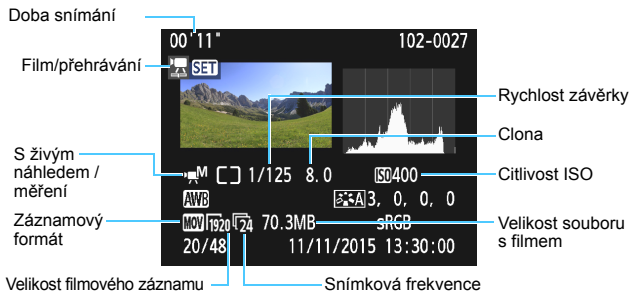 Doba snímání
00'11" 102-0027
Film/přehrávání
SET
Rychlost závěrky
Clona
S živým
náhledem /
měření
M 1/125 8.0 ISO400
Citlivost ISO
AWB A 3, 0, 0, 0
Záznamový
formát
MOV 1920 24 70.3MB sRGB
Velikost souboru
s filmem
20/48 11/11/2015 13:30:00
Velikost filmového záznamu
Snímková frekvence